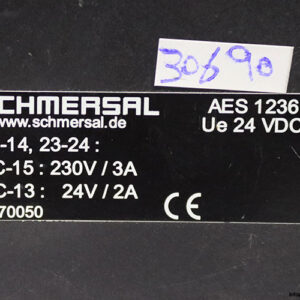 30690
CHMERSAL AES 1236
www.schmersal.de Ue 24 VDC
-14, 23-24 :
C-15 : 230V / 3A
C-13 : 24V / 2A
70050 CE